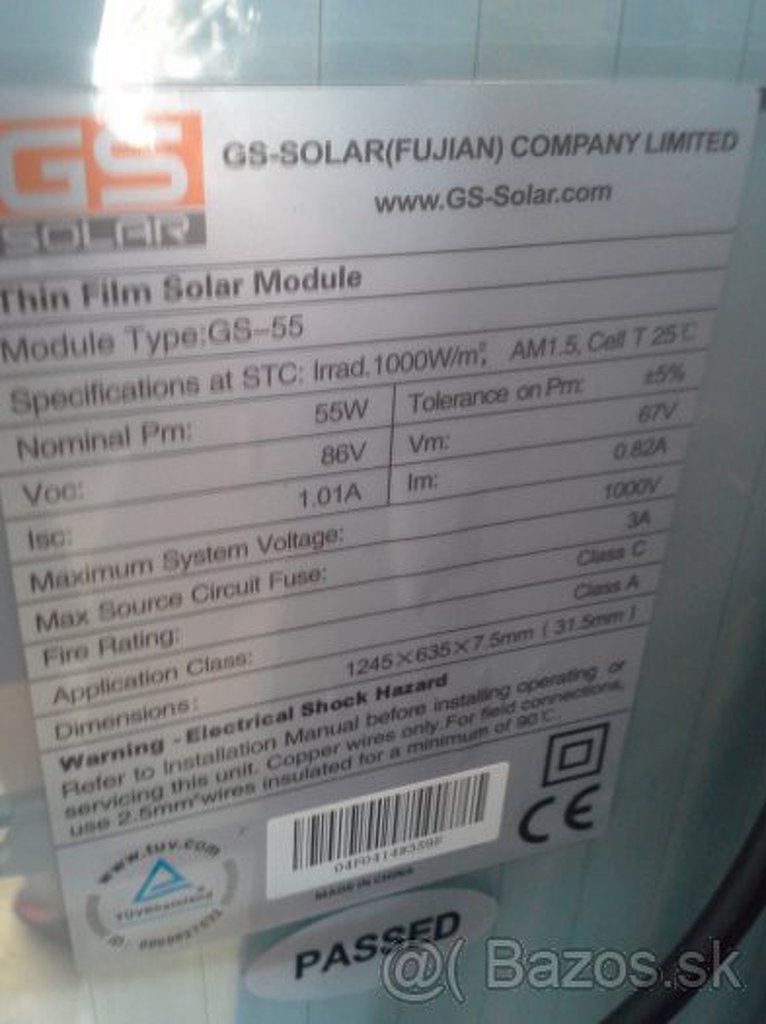 GS
SOLAR
GS-SOLAR(FUJIAN) COMPANY LIMITED
www.GS-Solar.com
Thin Film Solar Module
Module Type:GS-55
Specifications at STC: Irrad.1000W/m², AM1.5, Cell T 25℃
Nominal Pm: 55W Tolerance on Pm: ±5%
Voc: 86V Vm: 67V
Isc: 1.01A Im: 0.82A
Maximum System Voltage: 1000V
Max Source Circuit Fuse: 3A
Fire Rating: Class C
Application Class: Class A
Dimensions: 1245×635×7.5mm (31.5mm)
Warning - Electrical Shock Hazard
Refer to Installation Manual before installing operating or
servicing this unit. Copper wires only.For field connections,
use 2.5mm²wires insulated for a minimum of 90℃.
CE
MADE IN CHINA
www.tuv.com
TÜVRheinland
PASSED
@( Bazos.sk